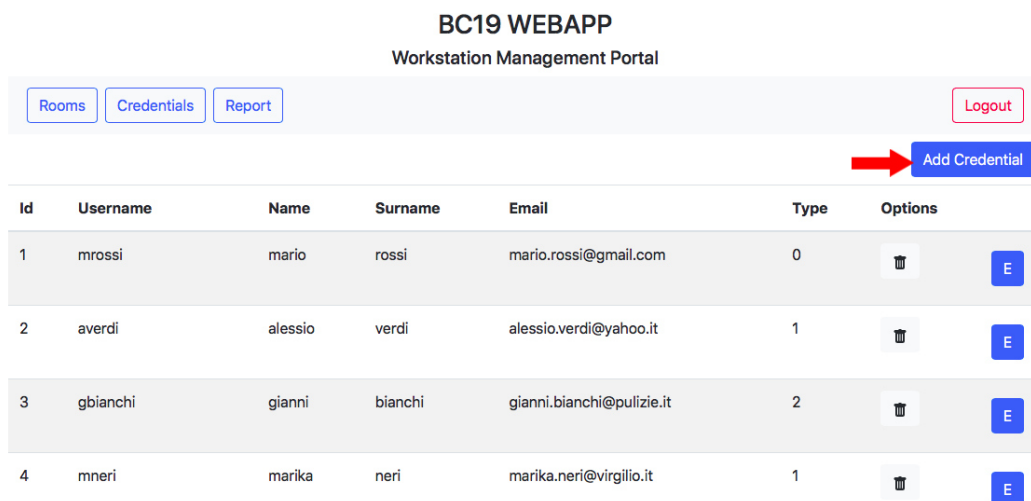 BC19 WEBAPP
Workstation Management Portal
Rooms Credentials Report Logout
Add Credential
Id Username Name Surname Email Type Options
1 mrossi mario rossi mario.rossi@gmail.com 0 E
2 averdi alessio verdi alessio.verdi@yahoo.it 1 E
3 gbianchi gianni bianchi gianni.bianchi@pulizie.it 2 E
4 mneri marika neri marika.neri@virgilio.it 1 E